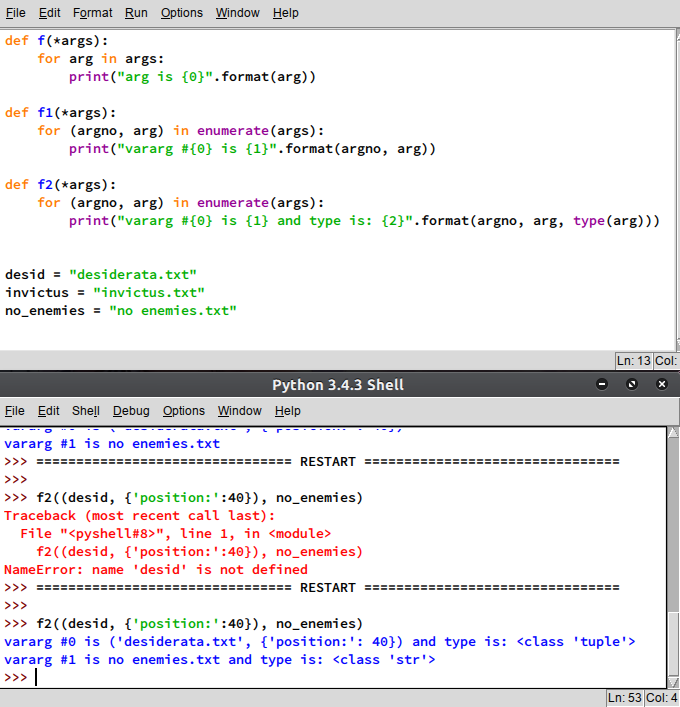 File Edit Format Run Options Window Help
def f(*args):
    for arg in args:
        print("arg is {0}".format(arg))
def f1(*args):
    for (argno, arg) in enumerate(args):
        print("vararg #{0} is {1}".format(argno, arg))
def f2(*args):
    for (argno, arg) in enumerate(args):
        print("vararg #{0} is {1} and type is: {2}".format(argno, arg, type(arg)))
desid = "desiderata.txt"
invictus = "invictus.txt"
no_enemies = "no enemies.txt"
Ln: 13 Col:
Python 3.4.3 Shell
File Edit Shell Debug Options Window Help
vararg #1 is no enemies.txt
>>> ================================ RESTART ================================
>>>
>>> f2((desid, {'position:':40}), no_enemies)
Traceback (most recent call last):
  File "<pyshell#8>", line 1, in <module>
    f2((desid, {'position:':40}), no_enemies)
NameError: name 'desid' is not defined
>>> ================================ RESTART ================================
>>>
>>> f2((desid, {'position:':40}), no_enemies)
vararg #0 is ('desiderata.txt', {'position:': 40}) and type is: <class 'tuple'>
vararg #1 is no enemies.txt and type is: <class 'str'>
>>>
Ln: 53 Col: 4